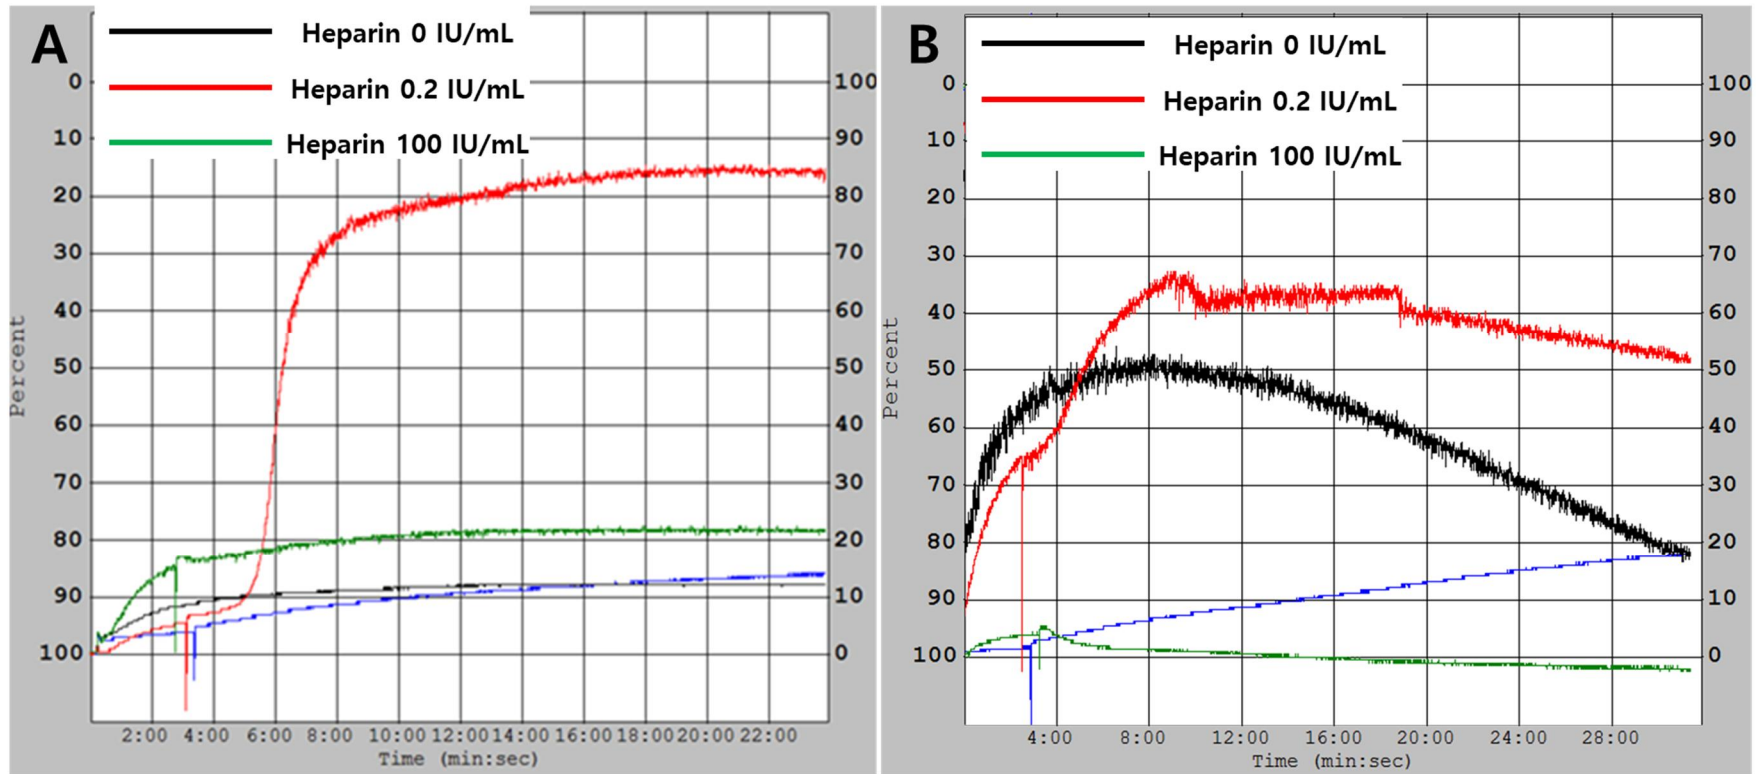 A
Heparin 0 IU/mL
Heparin 0.2 IU/mL
Heparin 100 IU/mL
0 100
10 90
20 80
30 70
40 60
50 50
60 40
70 30
80 20
90 10
100 0
Percent
2:00 4:00 6:00 8:00 10:00 12:00 14:00 16:00 18:00 20:00 22:00
Time (min:sec)
B
Heparin 0 IU/mL
Heparin 0.2 IU/mL
Heparin 100 IU/mL
0 100
10 90
20 80
30 70
40 60
50 50
60 40
70 30
80 20
90 10
100 0
Percent
4:00 8:00 12:00 16:00 20:00 24:00 28:00
Time (min:sec)